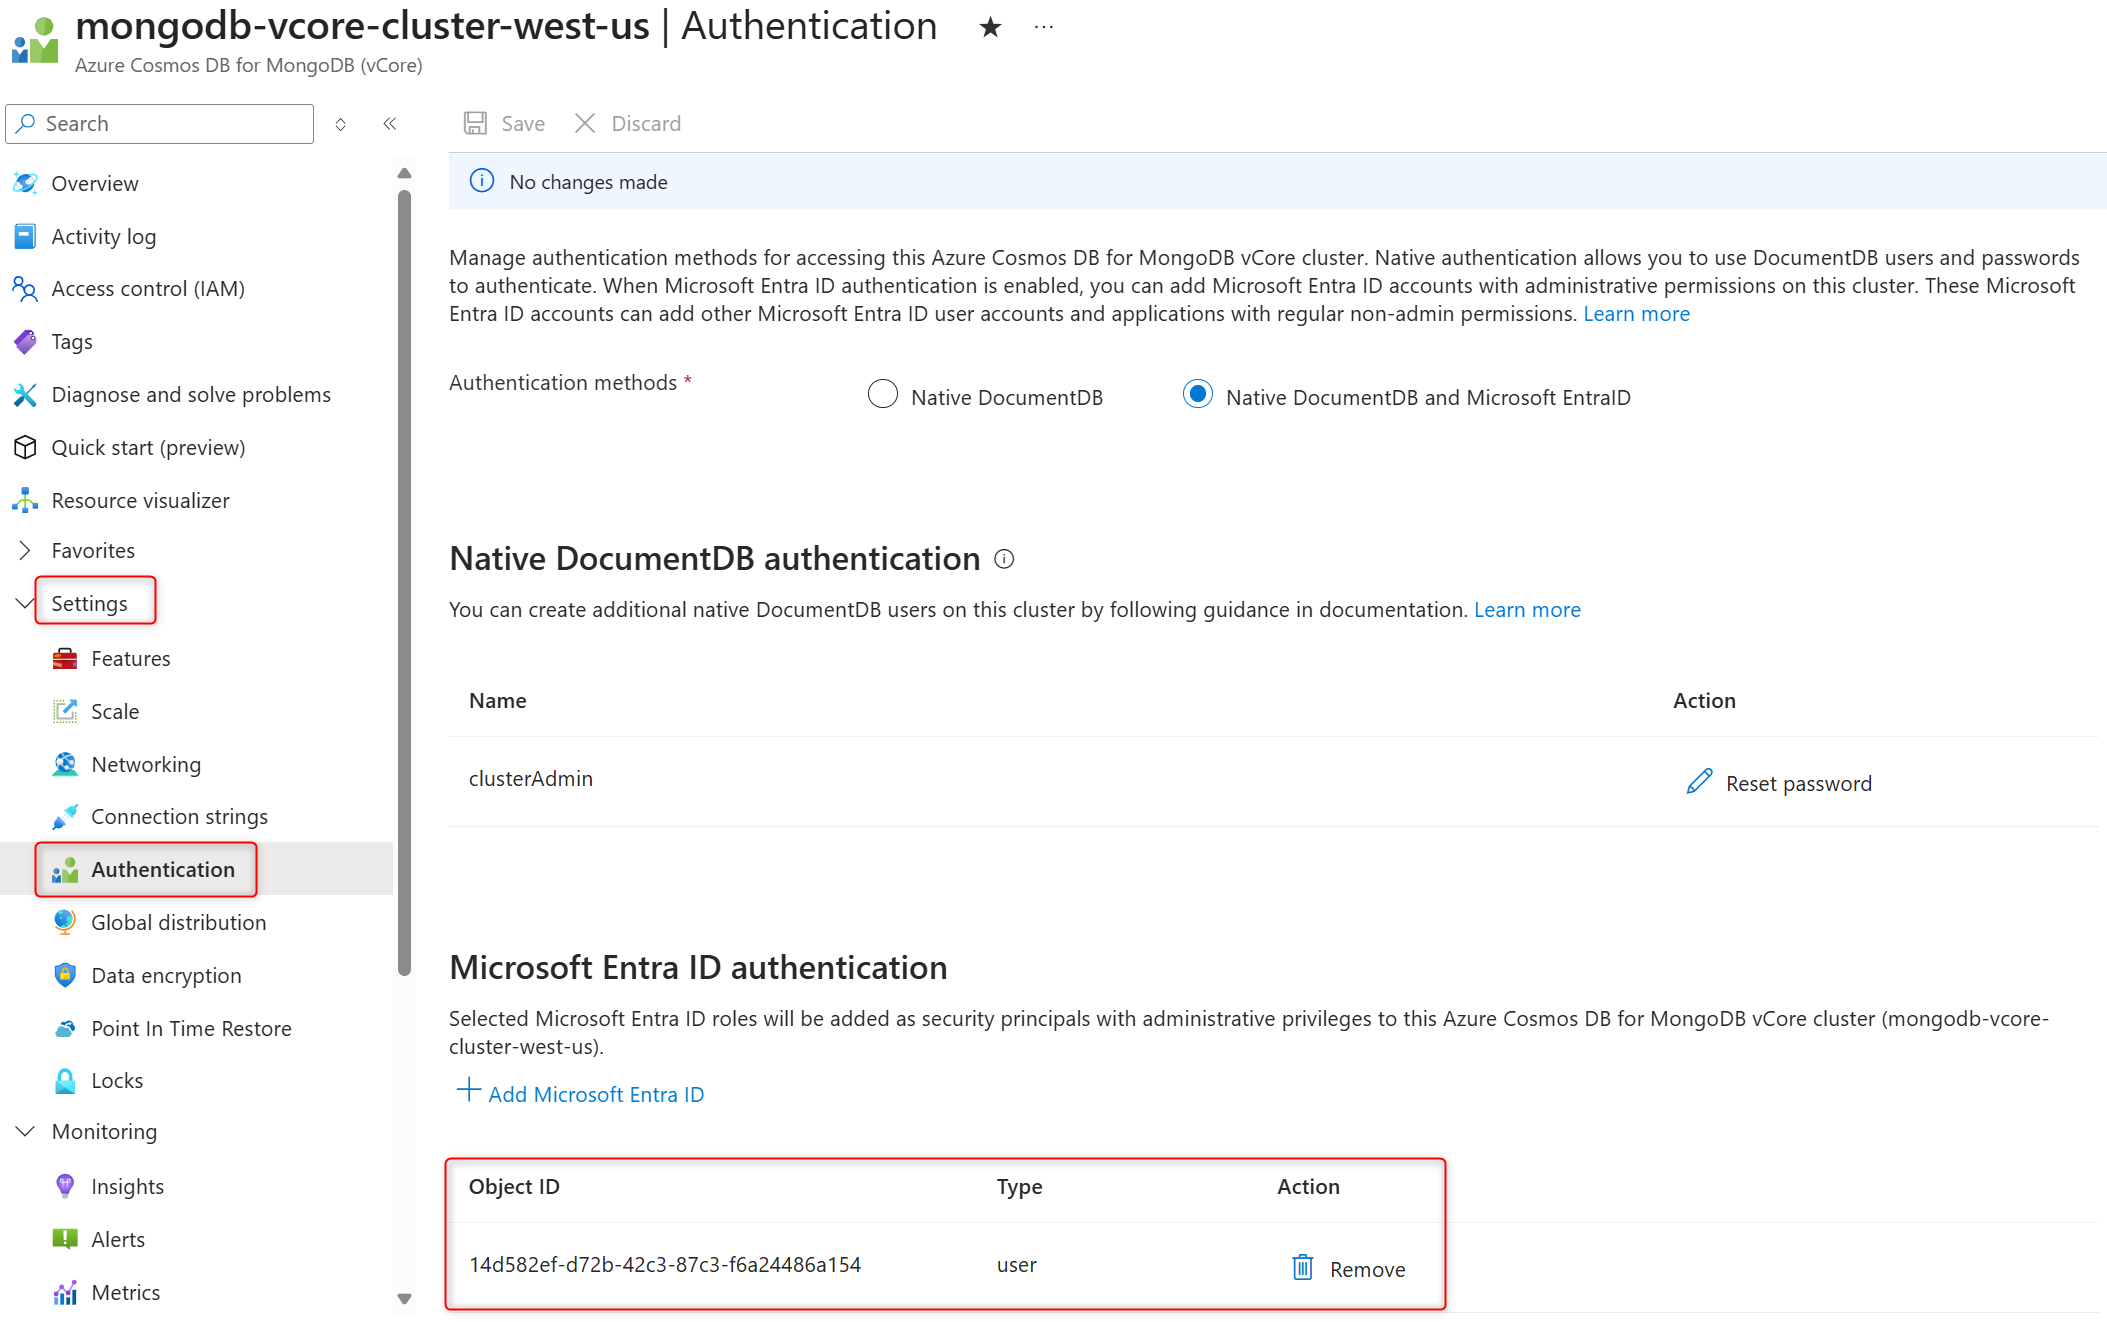 mongodb-vcore-cluster-west-us | Authentication
Azure Cosmos DB for MongoDB (vCore)
Search
Overview
Activity log
Access control (IAM)
Tags
Diagnose and solve problems
Quick start (preview)
Resource visualizer
Favorites
Settings
Features
Scale
Networking
Connection strings
Authentication
Global distribution
Data encryption
Point In Time Restore
Locks
Monitoring
Insights
Alerts
Metrics
Save Discard
No changes made
Manage authentication methods for accessing this Azure Cosmos DB for MongoDB vCore cluster. Native authentication allows you to use DocumentDB users and passwords
to authenticate. When Microsoft Entra ID authentication is enabled, you can add Microsoft Entra ID accounts with administrative permissions on this cluster. These Microsoft
Entra ID accounts can add other Microsoft Entra ID user accounts and applications with regular non-admin permissions. Learn more
Authentication methods * Native DocumentDB Native DocumentDB and Microsoft EntraID
Native DocumentDB authentication
You can create additional native DocumentDB users on this cluster by following guidance in documentation. Learn more
Name Action
clusterAdmin Reset password
Microsoft Entra ID authentication
Selected Microsoft Entra ID roles will be added as security principals with administrative privileges to this Azure Cosmos DB for MongoDB vCore cluster (mongodb-vcore-
cluster-west-us).
Add Microsoft Entra ID
Object ID Type Action
14d582ef-d72b-42c3-87c3-f6a24486a154 user Remove